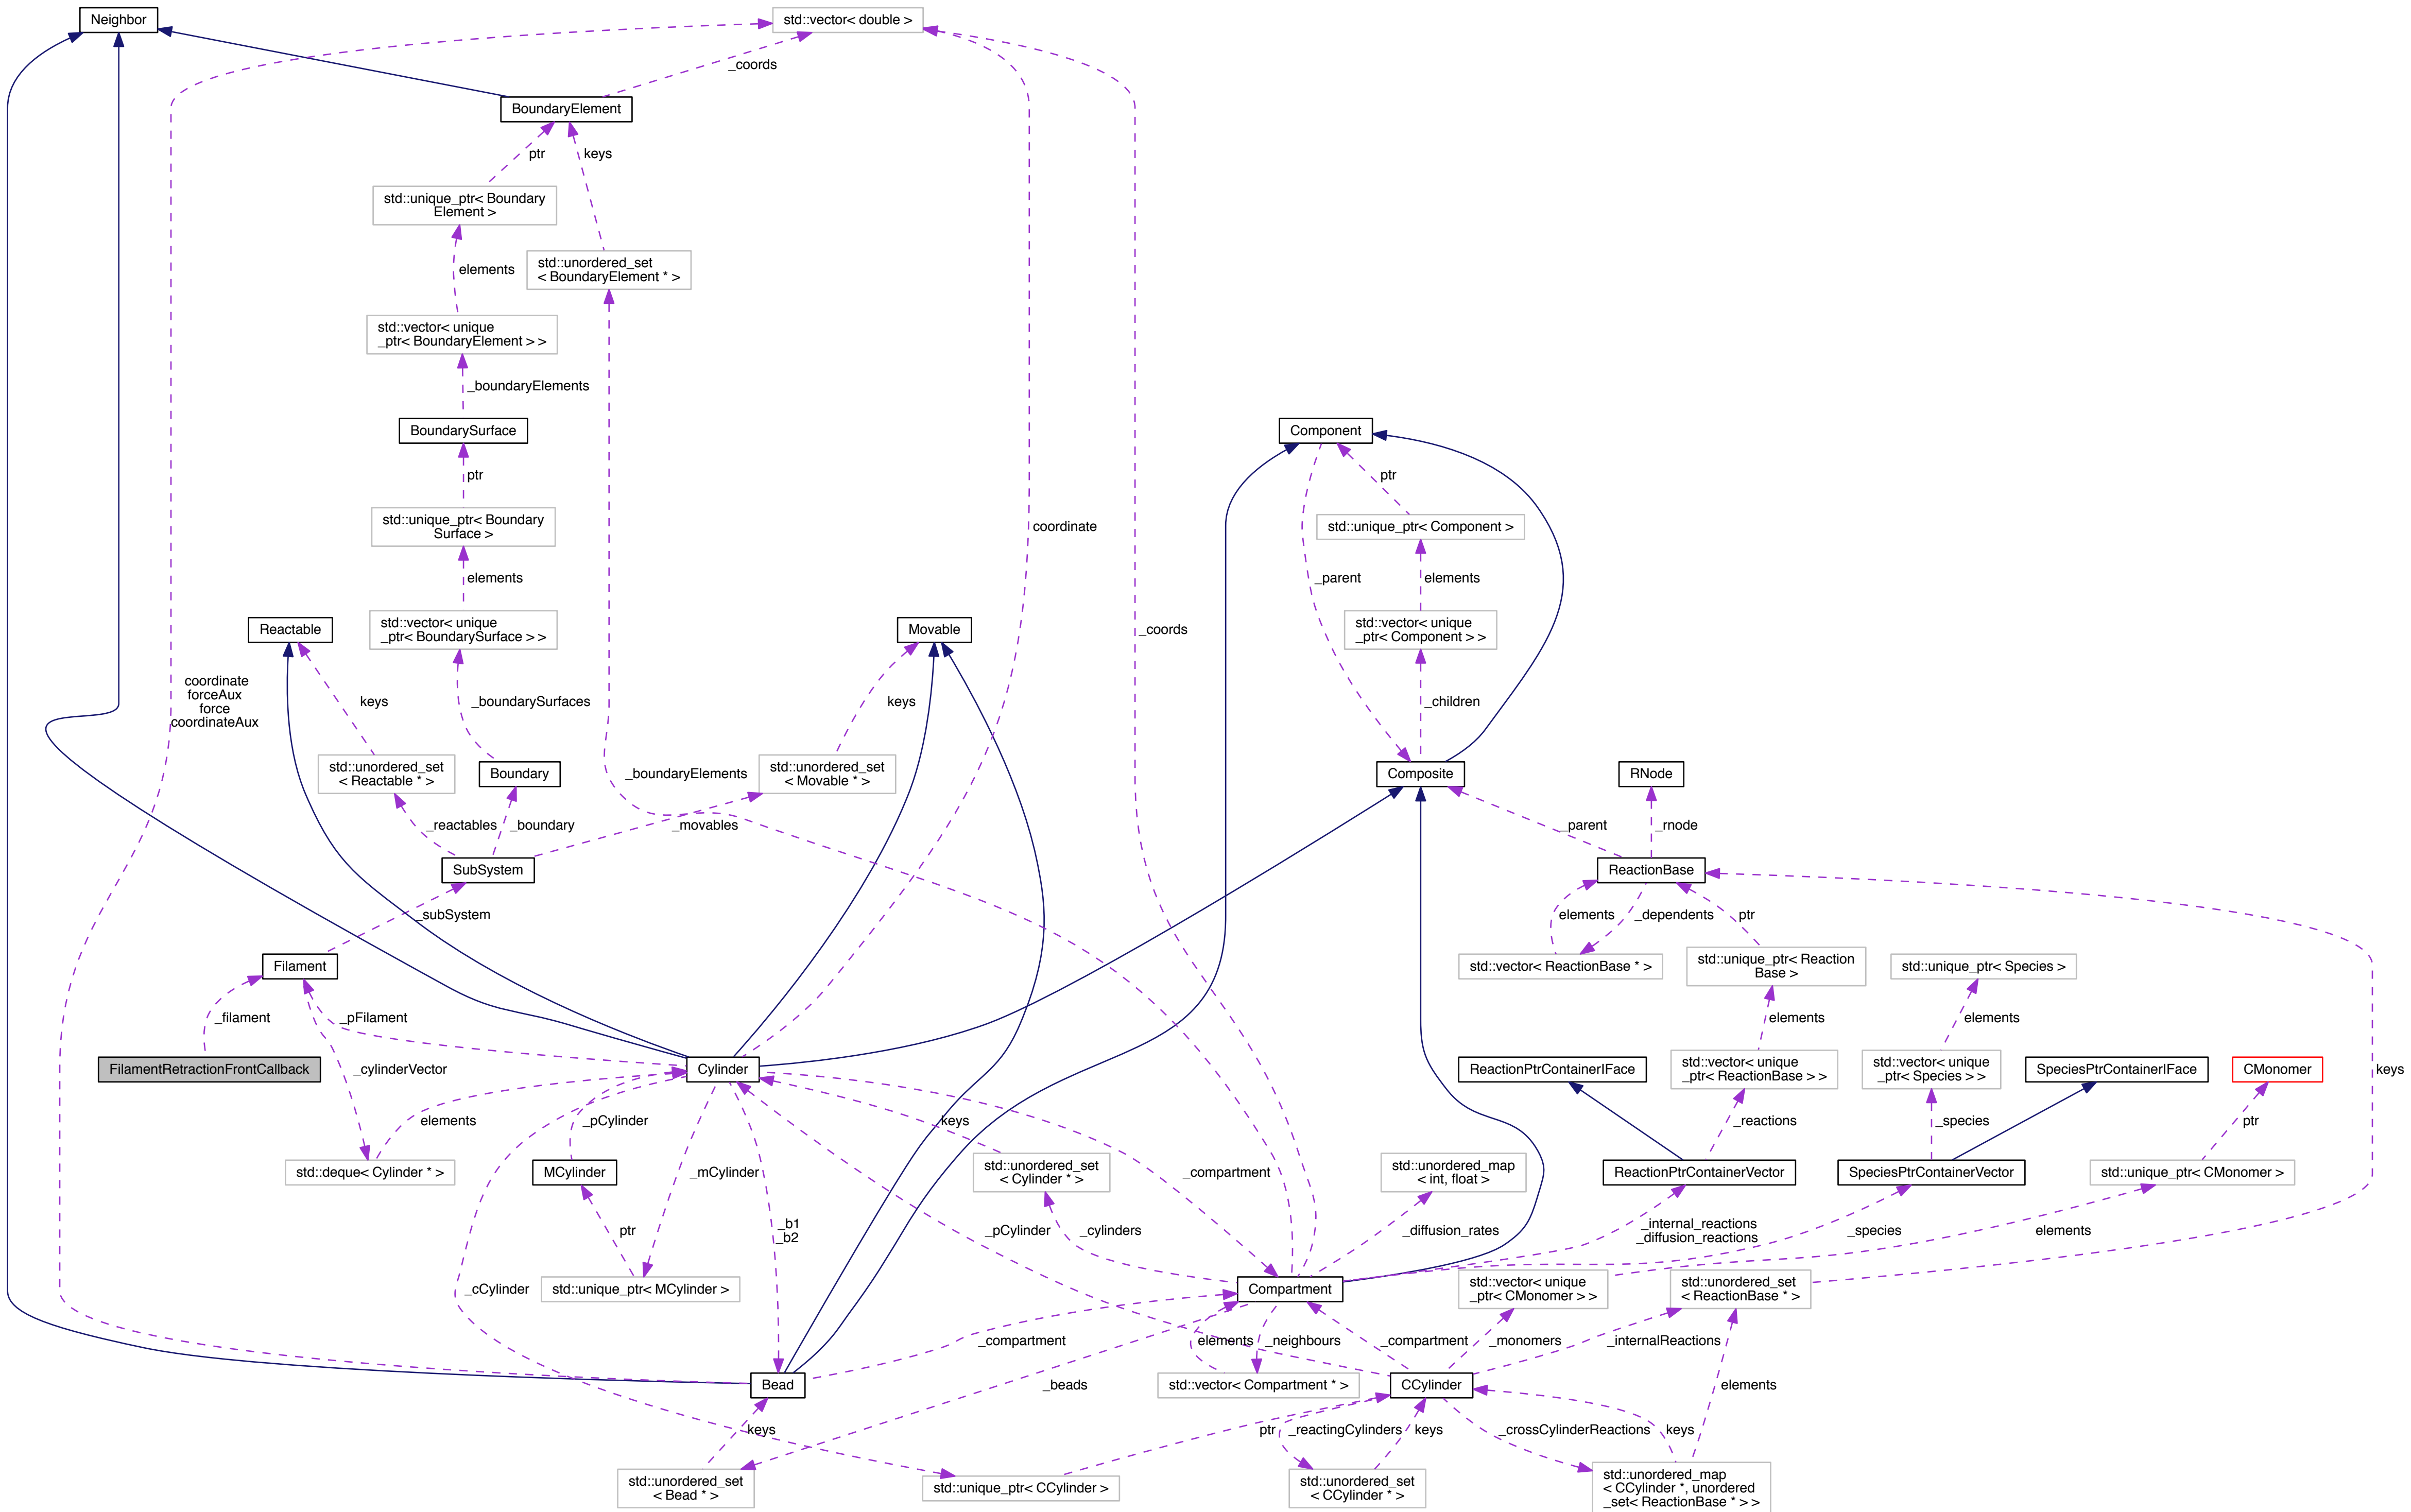 Neighbor
std::vector< double >
_coords
BoundaryElement
ptr
keys
std::unique_ptr< Boundary
Element >
elements
std::unordered_set
< BoundaryElement * >
std::vector< unique
_ptr< BoundaryElement > >
_boundaryElements
BoundarySurface
Component
ptr
ptr
std::unique_ptr< Boundary
Surface >
coordinate
std::unique_ptr< Component >
elements
_parent
elements
Reactable
std::vector< unique
_ptr< BoundarySurface > >
Movable
_coords
std::vector< unique
_ptr< Component > >
coordinate
forceAux
force
coordinateAux
keys
_boundarySurfaces
keys
_children
std::unordered_set
< Reactable * >
Boundary
_boundaryElements
std::unordered_set
< Movable * >
Composite
RNode
_reactables
_boundary
_movables
_parent
_rnode
SubSystem
ReactionBase
_subSystem
elements
_dependents
ptr
Filament
std::vector< ReactionBase * >
std::unique_ptr< Reaction
Base >
std::unique_ptr< Species >
_filament
_pFilament
elements
elements
FilamentRetractionFrontCallback
_cylinderVector
Cylinder
ReactionPtrContainerIFace
std::vector< unique
_ptr< ReactionBase > >
std::vector< unique
_ptr< Species > >
SpeciesPtrContainerIFace
CMonomer
keys
elements
_pCylinder
keys
_reactions
_species
ptr
std::deque< Cylinder * >
MCylinder
_mCylinder
std::unordered_set
< Cylinder * >
_compartment
std::unordered_map
< int, float >
ReactionPtrContainerVector
SpeciesPtrContainerVector
std::unique_ptr< CMonomer >
ptr
_b1
_b2
_pCylinder
_cylinders
_diffusion_rates
_internal_reactions
_diffusion_reactions
_species
elements
_cCylinder
std::unique_ptr< MCylinder >
Compartment
std::vector< unique
_ptr< CMonomer > >
std::unordered_set
< ReactionBase * >
_compartment
elements
_neighbours
_compartment
_monomers
_internalReactions
Bead
_beads
std::vector< Compartment * >
CCylinder
elements
keys
ptr
_reactingCylinders
keys
_crossCylinderReactions
keys
std::unordered_set
< Bead * >
std::unique_ptr< CCylinder >
std::unordered_set
< CCylinder * >
std::unordered_map
< CCylinder *, unordered
_set< ReactionBase * > >